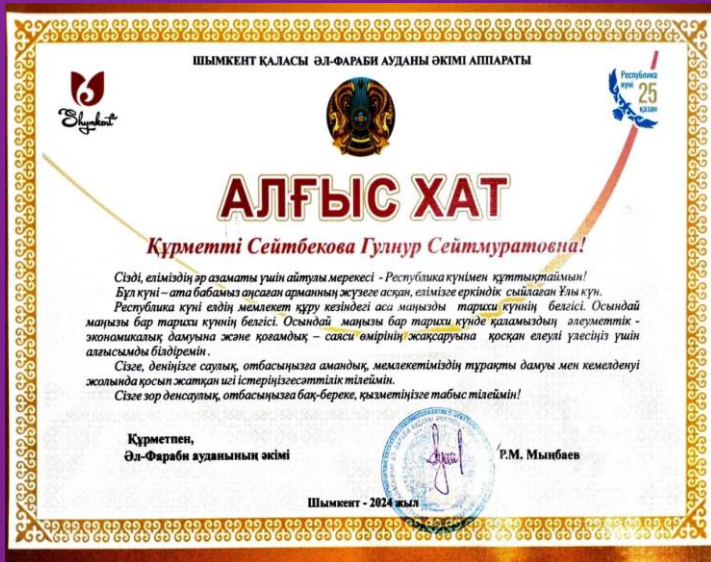 ШЫМКЕНТ ҚАЛАСЫ ӘЛ-ФАРАБИ АУДАНЫ ӘКІМІ АППАРАТЫ
Shymkent
Республика
күні 25
қазан
АЛҒЫС ХАТ
Құрметті Сейтбекова Гулнур Сейтмуратовна!
Сізді, еліміздің әр азаматы үшін айтулы мерекесі - Республика күнімен құттықтаймын!
Бұл күні – ата бабамыз аңсаған арманның жүзеге асқан, елімізге еркіндік сыйлаған Ұлы күн.
Республика күні елдің мемлекет құру кезіндегі аса маңызды тарихи күннің белгісі. Осындай
маңызы бар тарихи күннің белгісі. Осындай маңызы бар тарихи күнде қаламыздың әлеуметтік -
экономикалық дамуына және қоғамдық – саяси өмірінің жақсаруына қосқан елеулі үлесіңіз үшін
алғысымды білдіремін.
Сізге, деніңізге саулық, отбасыңызға амандық, мемлекетіміздің тұрақты дамуы мен кемелденуі
жолында қосып жатқан игі істеріңізгесәттілік тілеймін.
Сізге зор денсаулық, отбасыңызға бақ-береке, қызметіңізге табыс тілеймін!
Құрметпен,
Әл-Фараби ауданының әкімі
Р.М. Мыңбаев
Шымкент - 2024 жыл